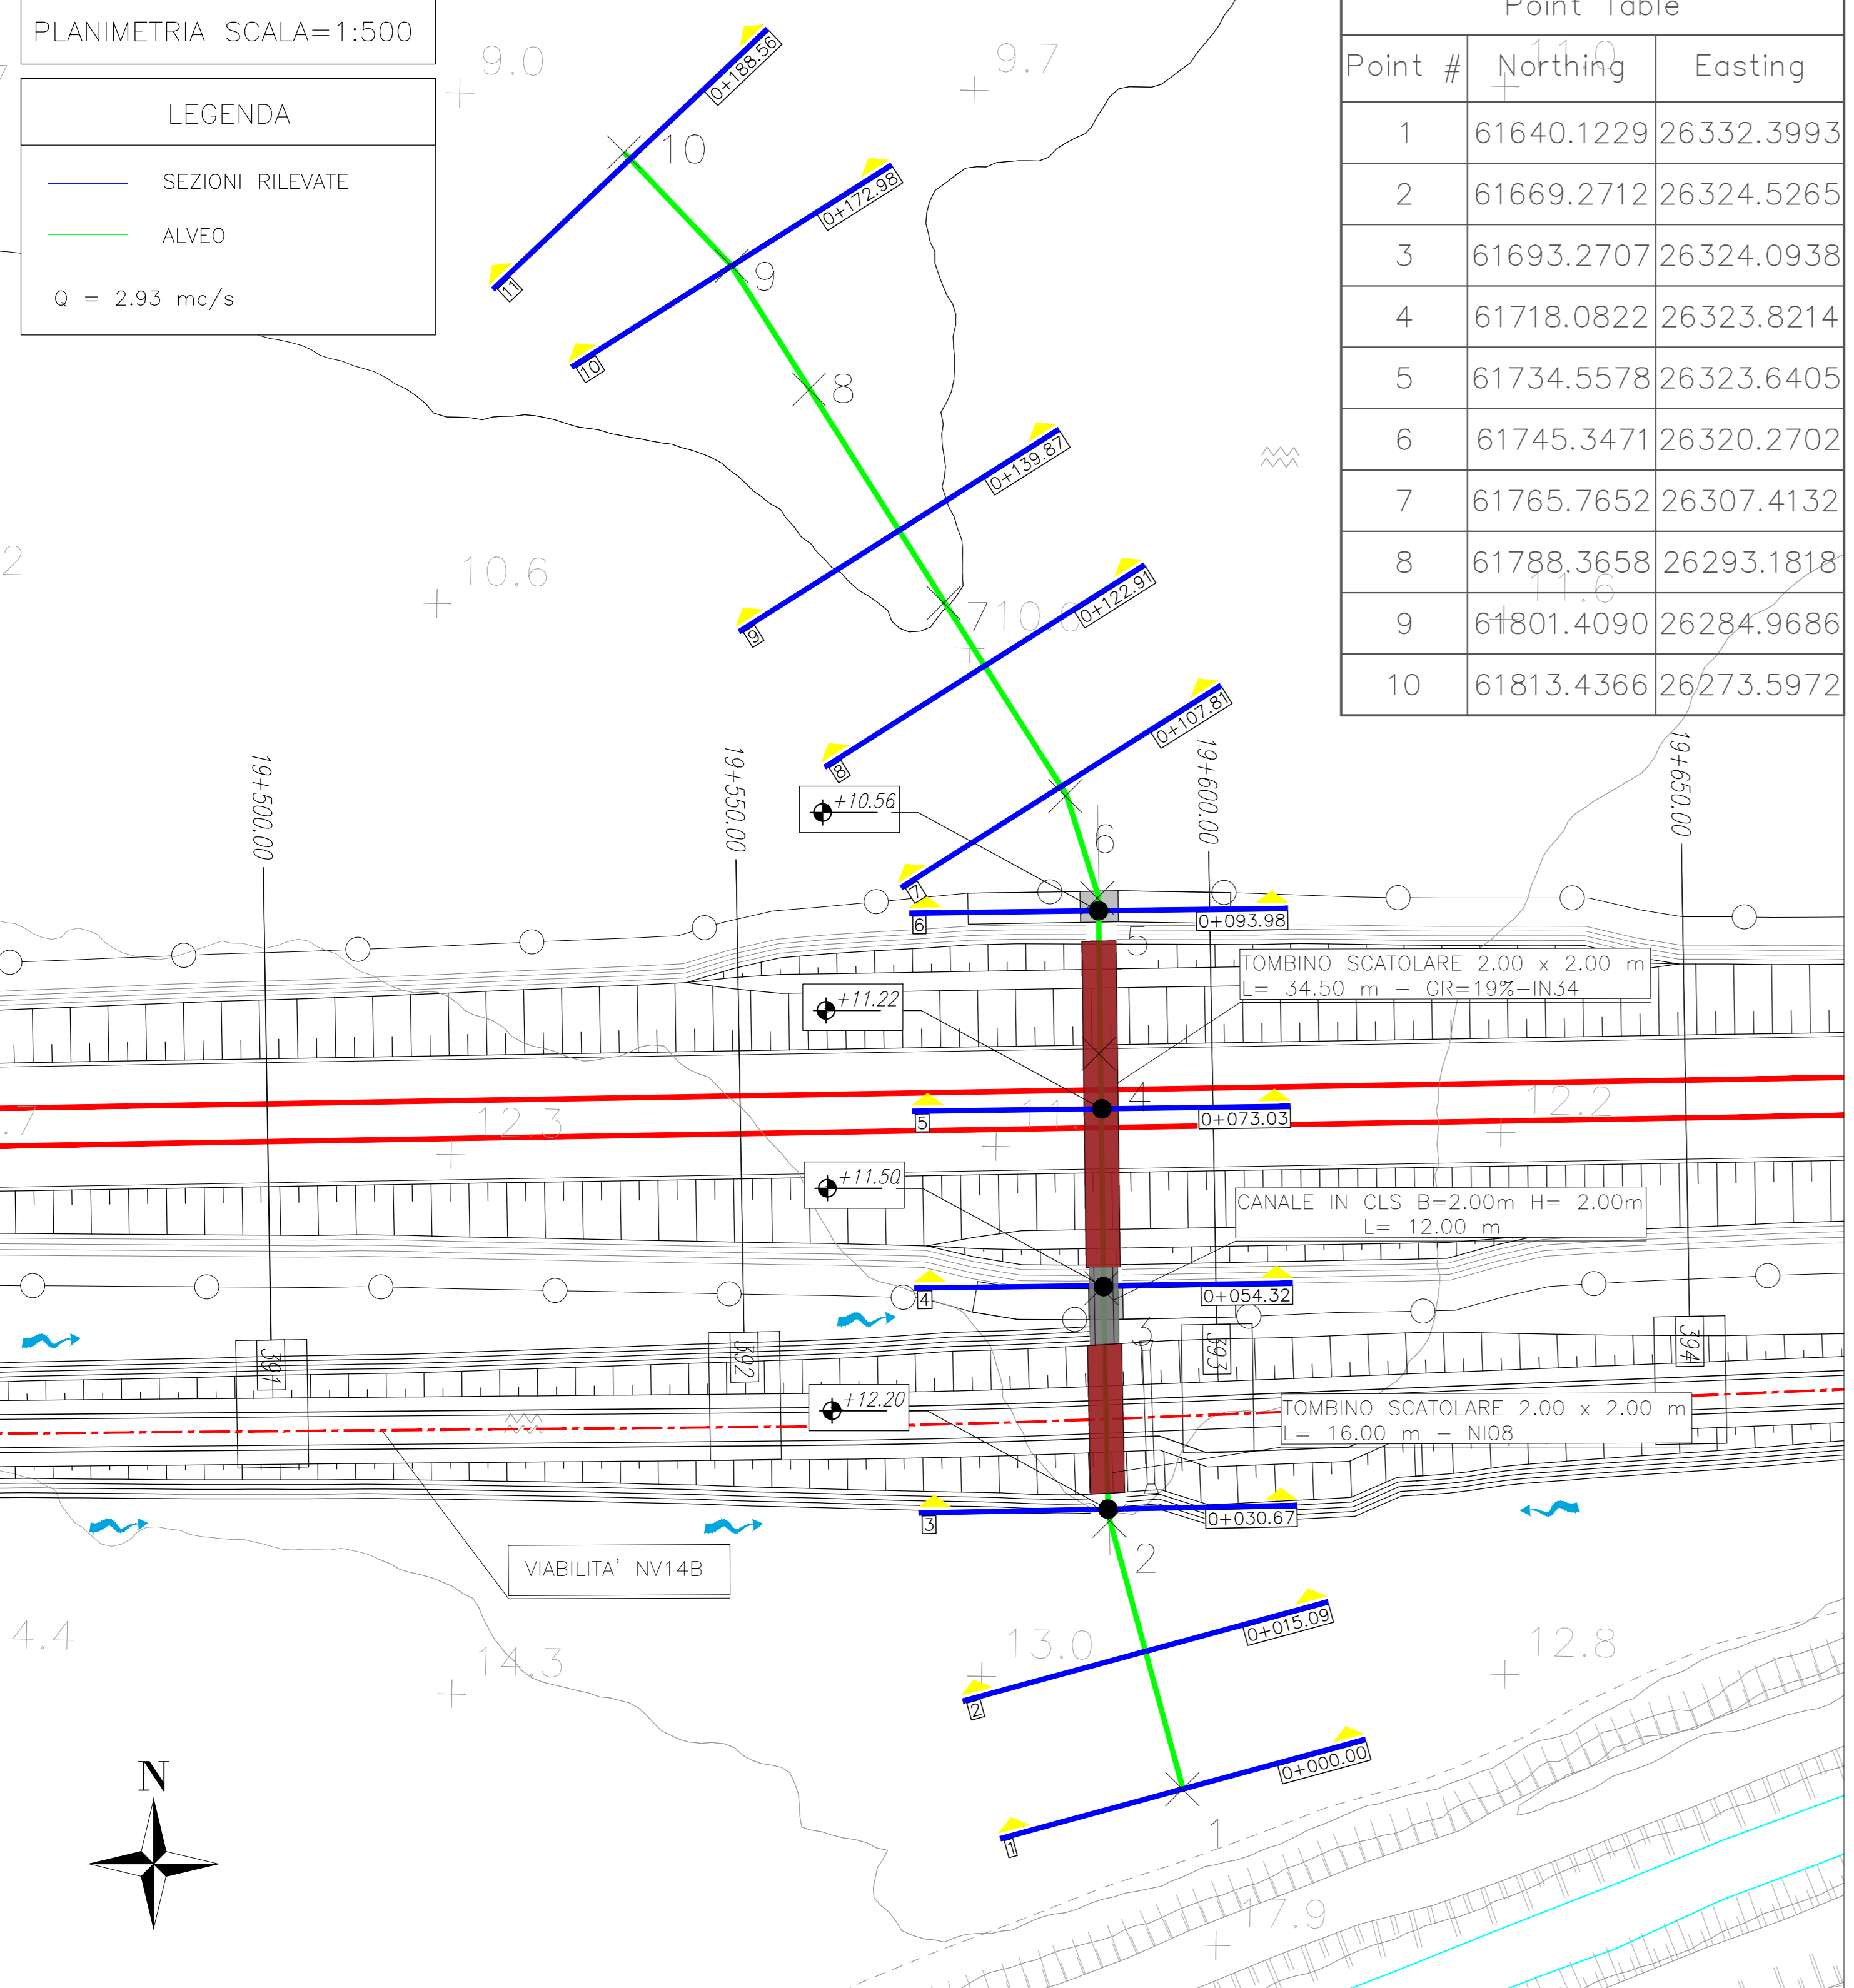 PLANIMETRIA SCALA=1:500
LEGENDA
SEZIONI RILEVATE
ALVEO
Q = 2.93 mc/s
Point Table
Point # Northing Easting
1 61640.1229 26332.3993
2 61669.2712 26324.5265
3 61693.2707 26324.0938
4 61718.0822 26323.8214
5 61734.5578 26323.6405
6 61745.3471 26320.2702
7 61765.7652 26307.4132
8 61788.3658 26293.1818
9 61801.4090 26284.9686
10 61813.4366 26273.5972
9.0
9.7
11.0
0+188.56
10
11
0+172.98
9
10
8
0+139.87
9
10.6
2
11.6
7
0+122.91
8
0+107.81
7
19+500.00
19+550.00
19+600.00
19+650.00
+10.56
6
6
0+093.98
5
TOMBINO SCATOLARE 2.00 x 2.00 m
L= 34.50 m - GR=19%-IN34
+11.22
4
5
0+073.03
12.3
12.2
.7
+11.50
CANALE IN CLS B=2.00m H= 2.00m
L= 12.00 m
4
0+054.32
3
391
392
393
394
+12.20
TOMBINO SCATOLARE 2.00 x 2.00 m
L= 16.00 m - NI08
3
0+030.67
2
VIABILITA' NV14B
4.4
14.3
13.0
12.8
0+015.09
2
0+000.00
1
1
N
17.9